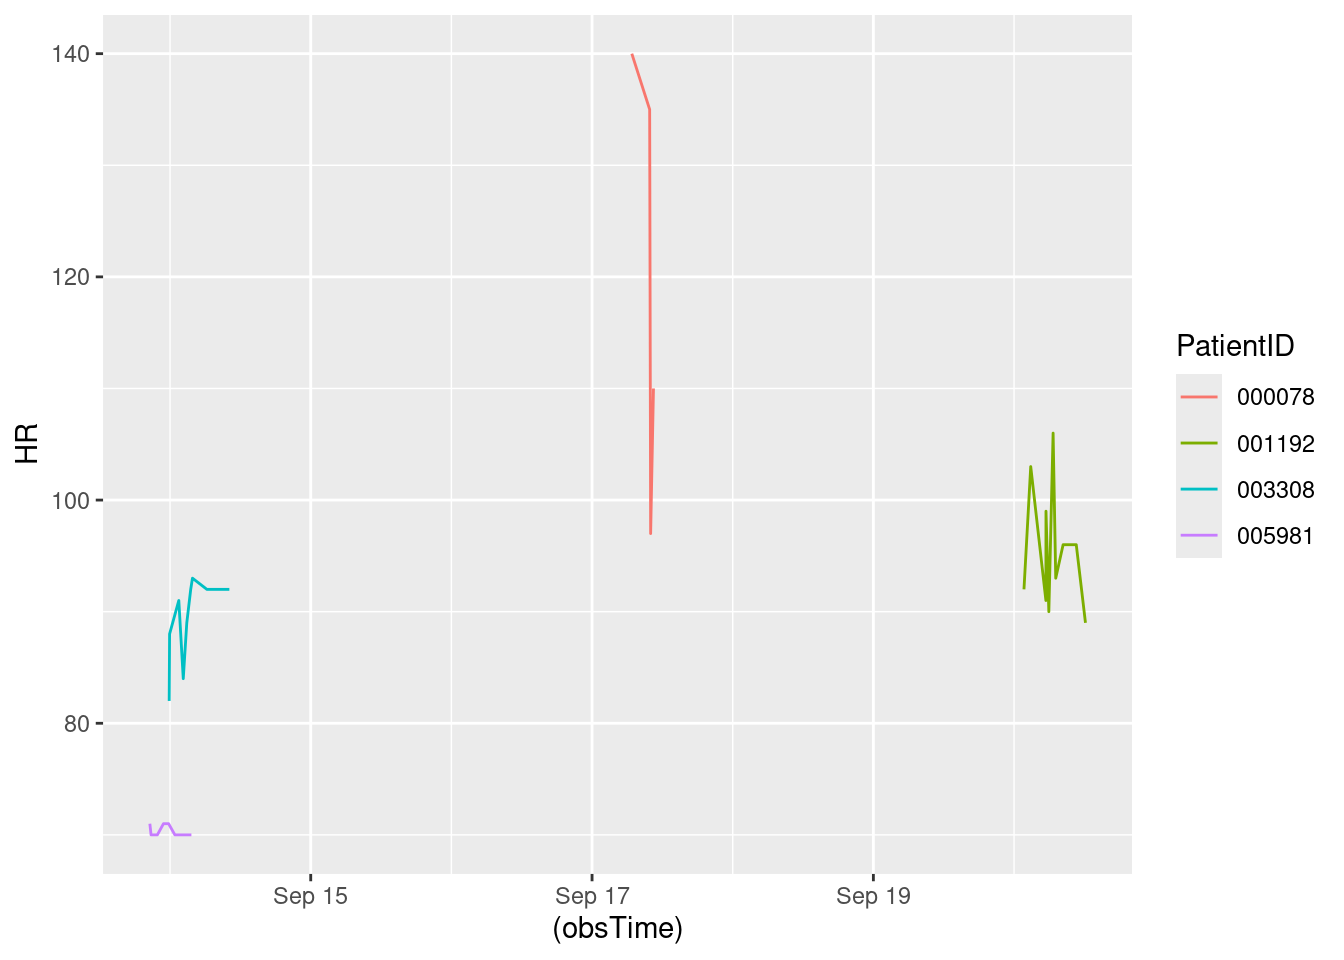 140
120
100
80
HR
Sep 15
Sep 17
Sep 19
(obsTime)
PatientID
000078
001192
003308
005981